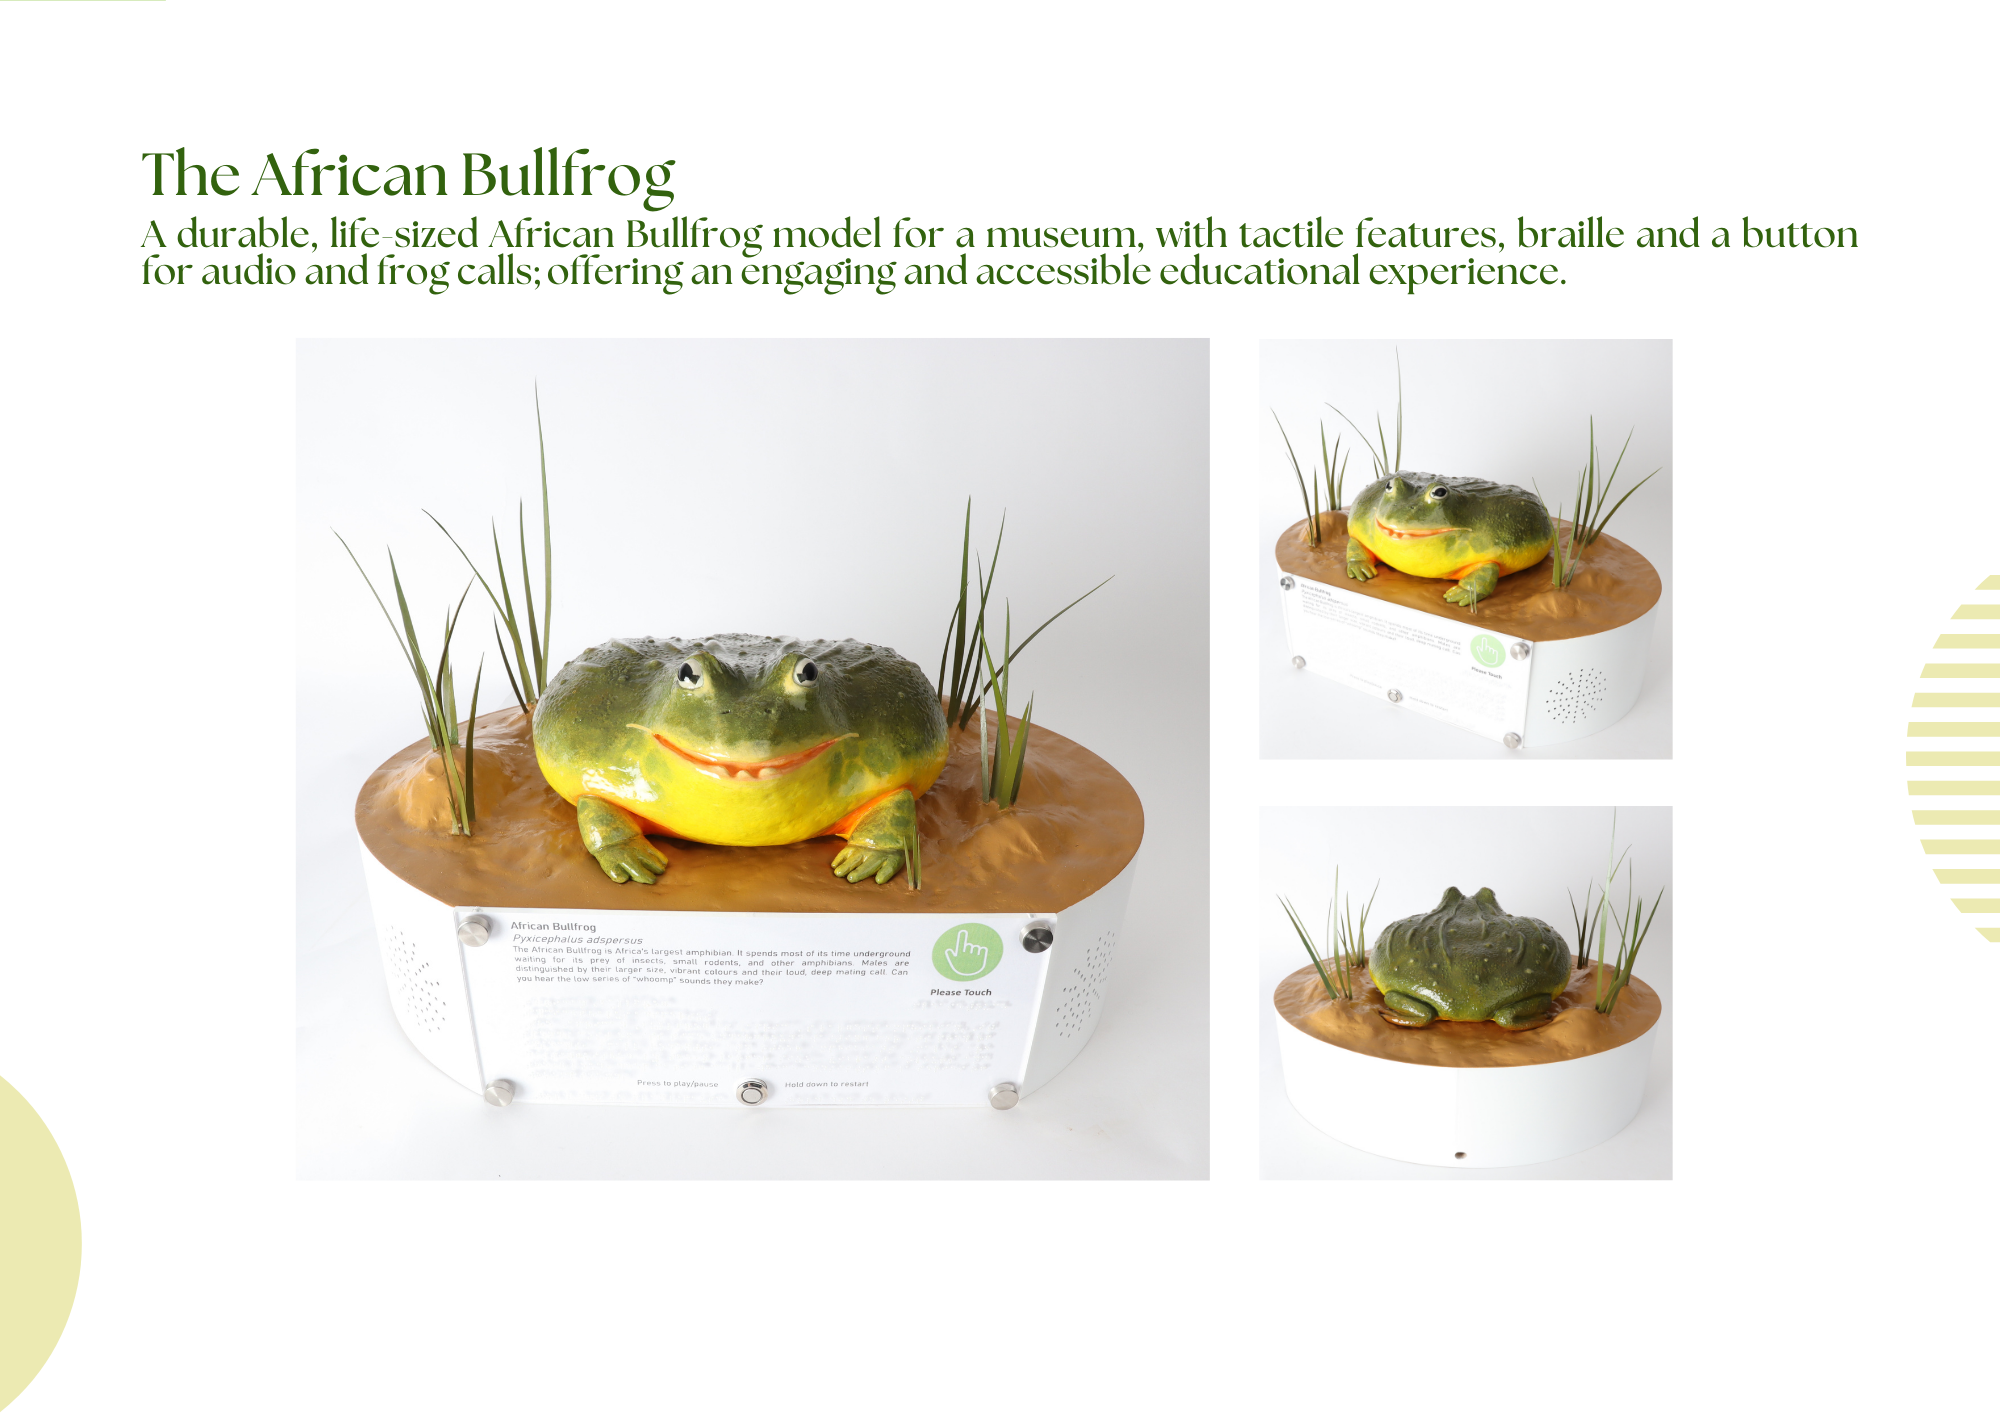 The African Bullfrog
A durable, life-sized African Bullfrog model for a museum, with tactile features, braille and a button
for audio and frog calls; offering an engaging and accessible educational experience.
African Bullfrog
Pyxicephalus adspersus
The African Bullfrog is Africa's largest amphibian. It spends most of its time underground
waiting for its prey of insects, small rodents, and other amphibians. Males are
distinguished by their larger size, vibrant colours and their loud, deep mating call. Can
you hear the low series of "whoomp" sounds they make?
Please Touch
Press to play/pause
Hold down to restart
African Bullfrog
Please Touch